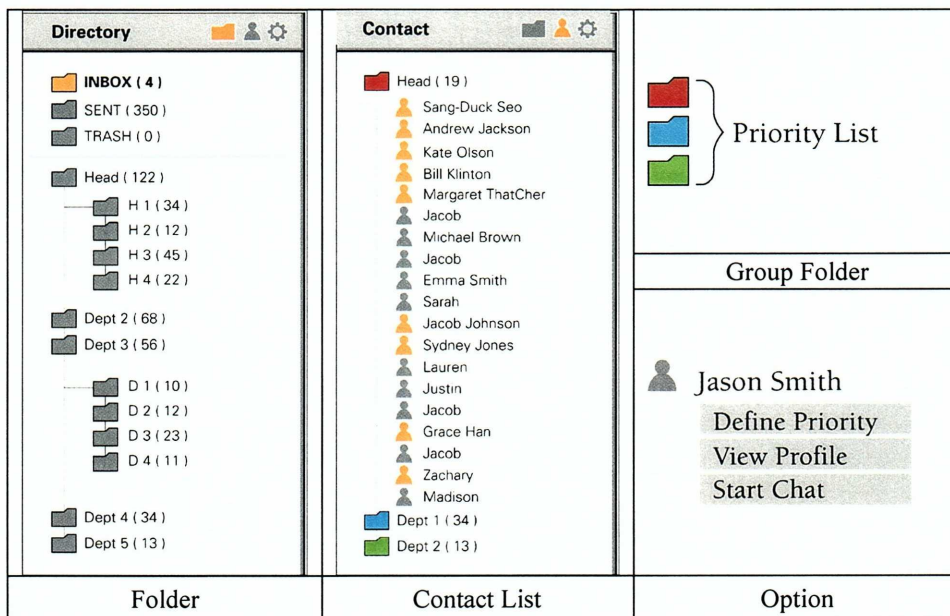 Directory
INBOX ( 4 )
SENT ( 350 )
TRASH ( 0 )
Head ( 122 )
H 1 ( 34 )
H 2 ( 12 )
H 3 ( 45 )
H 4 ( 22 )
Dept 2 ( 68 )
Dept 3 ( 56 )
D 1 ( 10 )
D 2 ( 12 )
D 3 ( 23 )
D 4 ( 11 )
Dept 4 ( 34 )
Dept 5 ( 13 )
Folder
Contact
Head ( 19 )
Sang-Duck Seo
Andrew Jackson
Kate Olson
Bill Klinton
Margaret ThatCher
Jacob
Michael Brown
Jacob
Emma Smith
Sarah
Jacob Johnson
Sydney Jones
Lauren
Justin
Jacob
Grace Han
Jacob
Zachary
Madison
Dept 1 ( 34 )
Dept 2 ( 13 )
Contact List
Priority List
Group Folder
Jason Smith
Define Priority
View Profile
Start Chat
Option